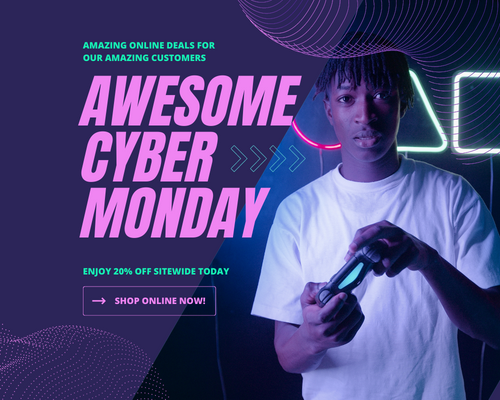 AMAZING ONLINE DEALS FOR
OUR AMAZING CUSTOMERS
AWESOME
CYBER
MONDAY
ENJOY 20% OFF SITEWIDE TODAY
SHOP ONLINE NOW!